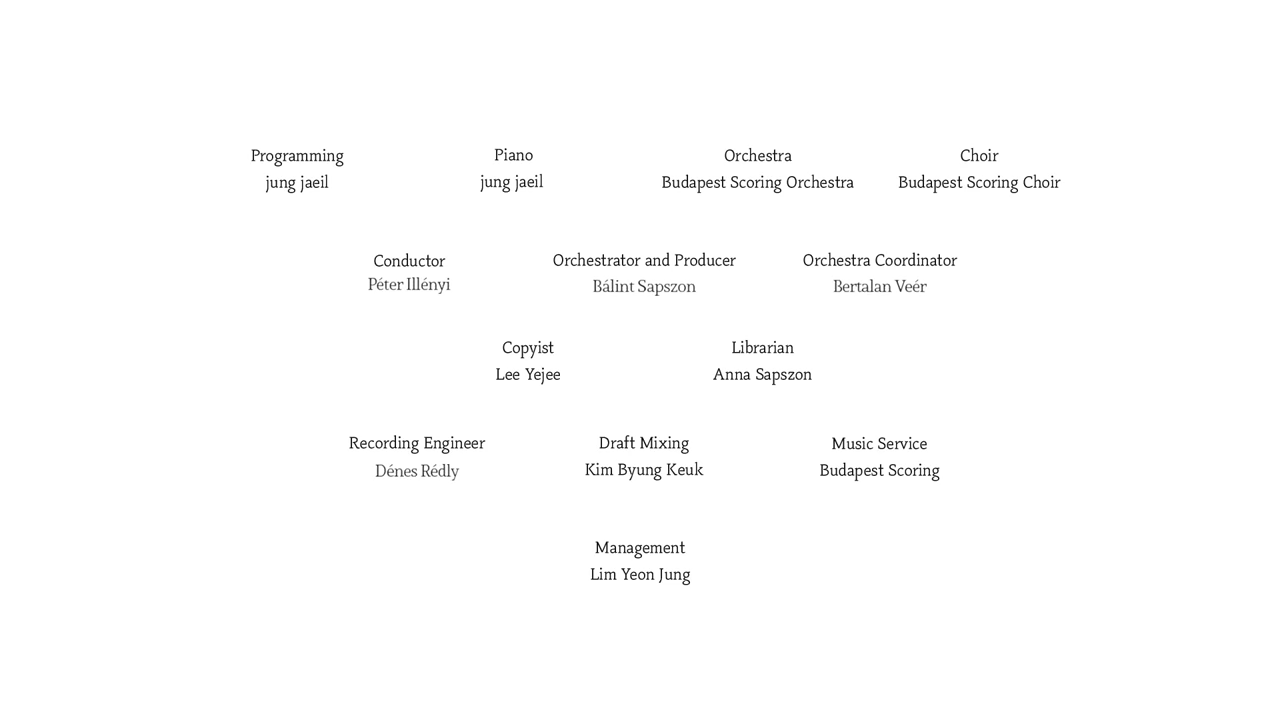 Programming
jung jaeil
Piano
jung jaeil
Orchestra
Budapest Scoring Orchestra
Choir
Budapest Scoring Choir
Conductor
Péter Illényi
Orchestrator and Producer
Bálint Sapszon
Orchestra Coordinator
Bertalan Veér
Copyist
Lee Yejee
Librarian
Anna Sapszon
Recording Engineer
Dénes Rédly
Draft Mixing
Kim Byung Keuk
Music Service
Budapest Scoring
Management
Lim Yeon Jung